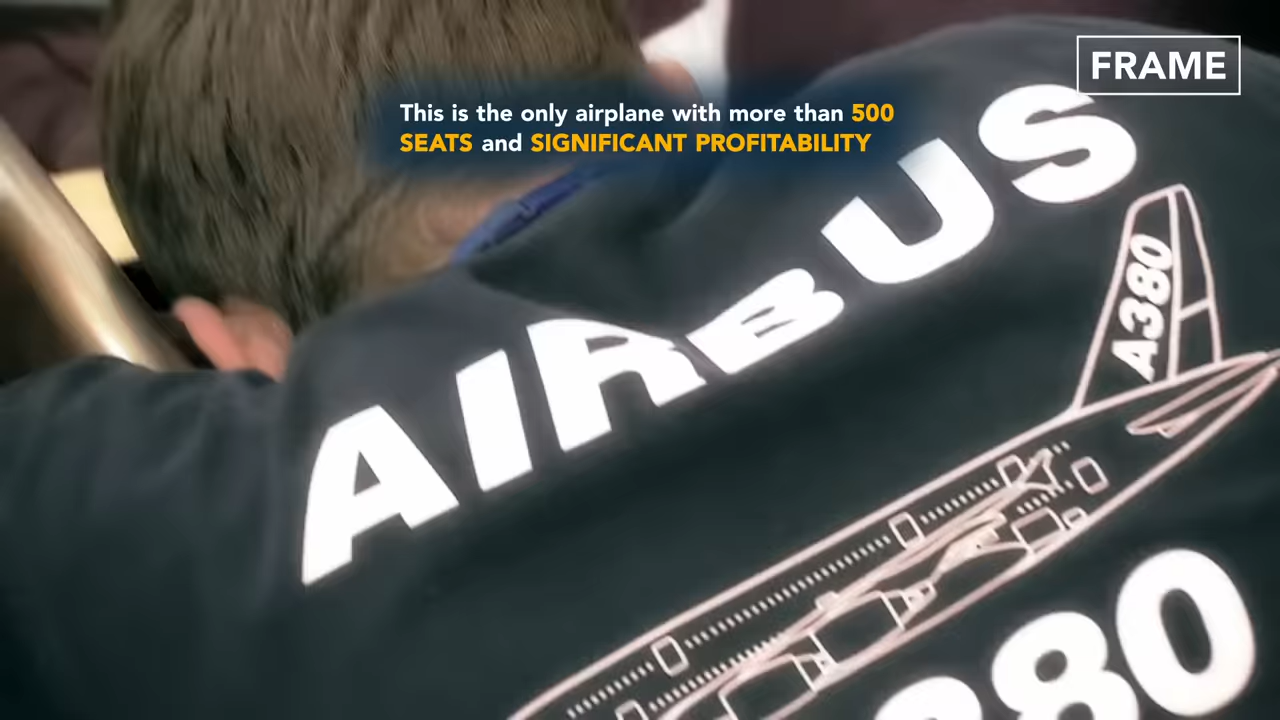 FRAME
This is the only airplane with more than 500
SEATS and SIGNIFICANT PROFITABILITY
AIRBUS
A380
380